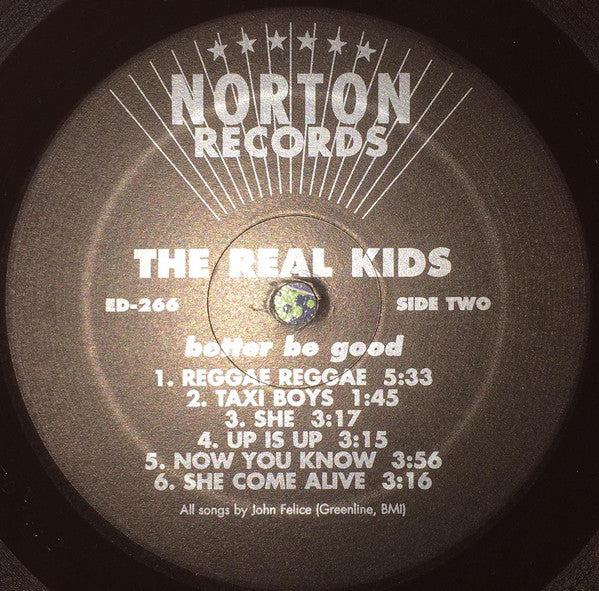 NORTON
RECORDS
THE REAL KIDS
ED-266 SIDE TWO
better be good
1. REGGAE REGGAE 5:33
2. TAXI BOYS 1:45
3. SHE 3:17
4. UP IS UP 3:15
5. NOW YOU KNOW 3:56
6. SHE COME ALIVE 3:16
All songs by John Felice (Greenline, BMI)